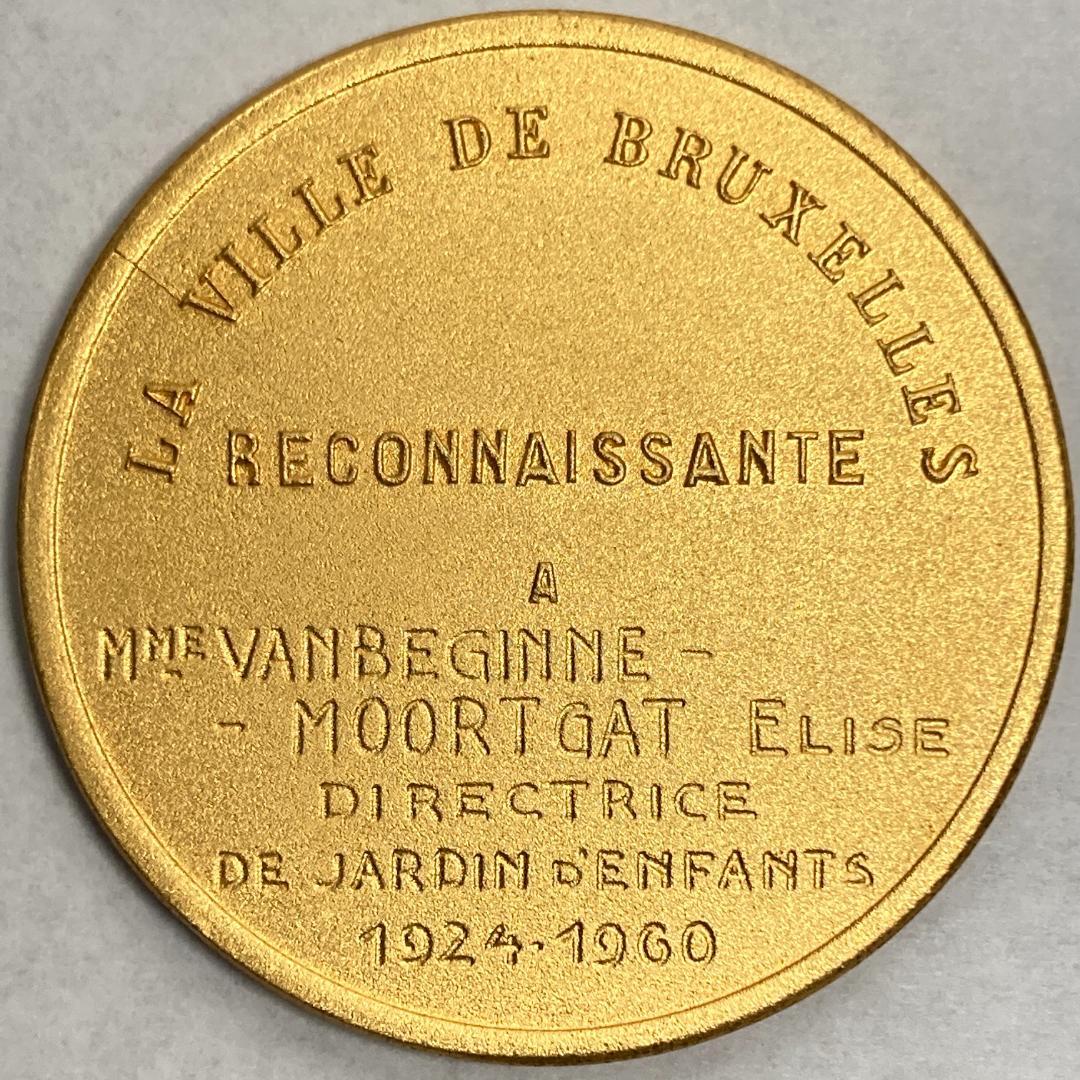 LA VILLE DE BRUXELLES
RECONNAISSANTE
A
MME VANBEGINNE -
- MOORTGAT ELISE
DIRECTRICE
DE JARDIN D'ENFANTS
1924-1960